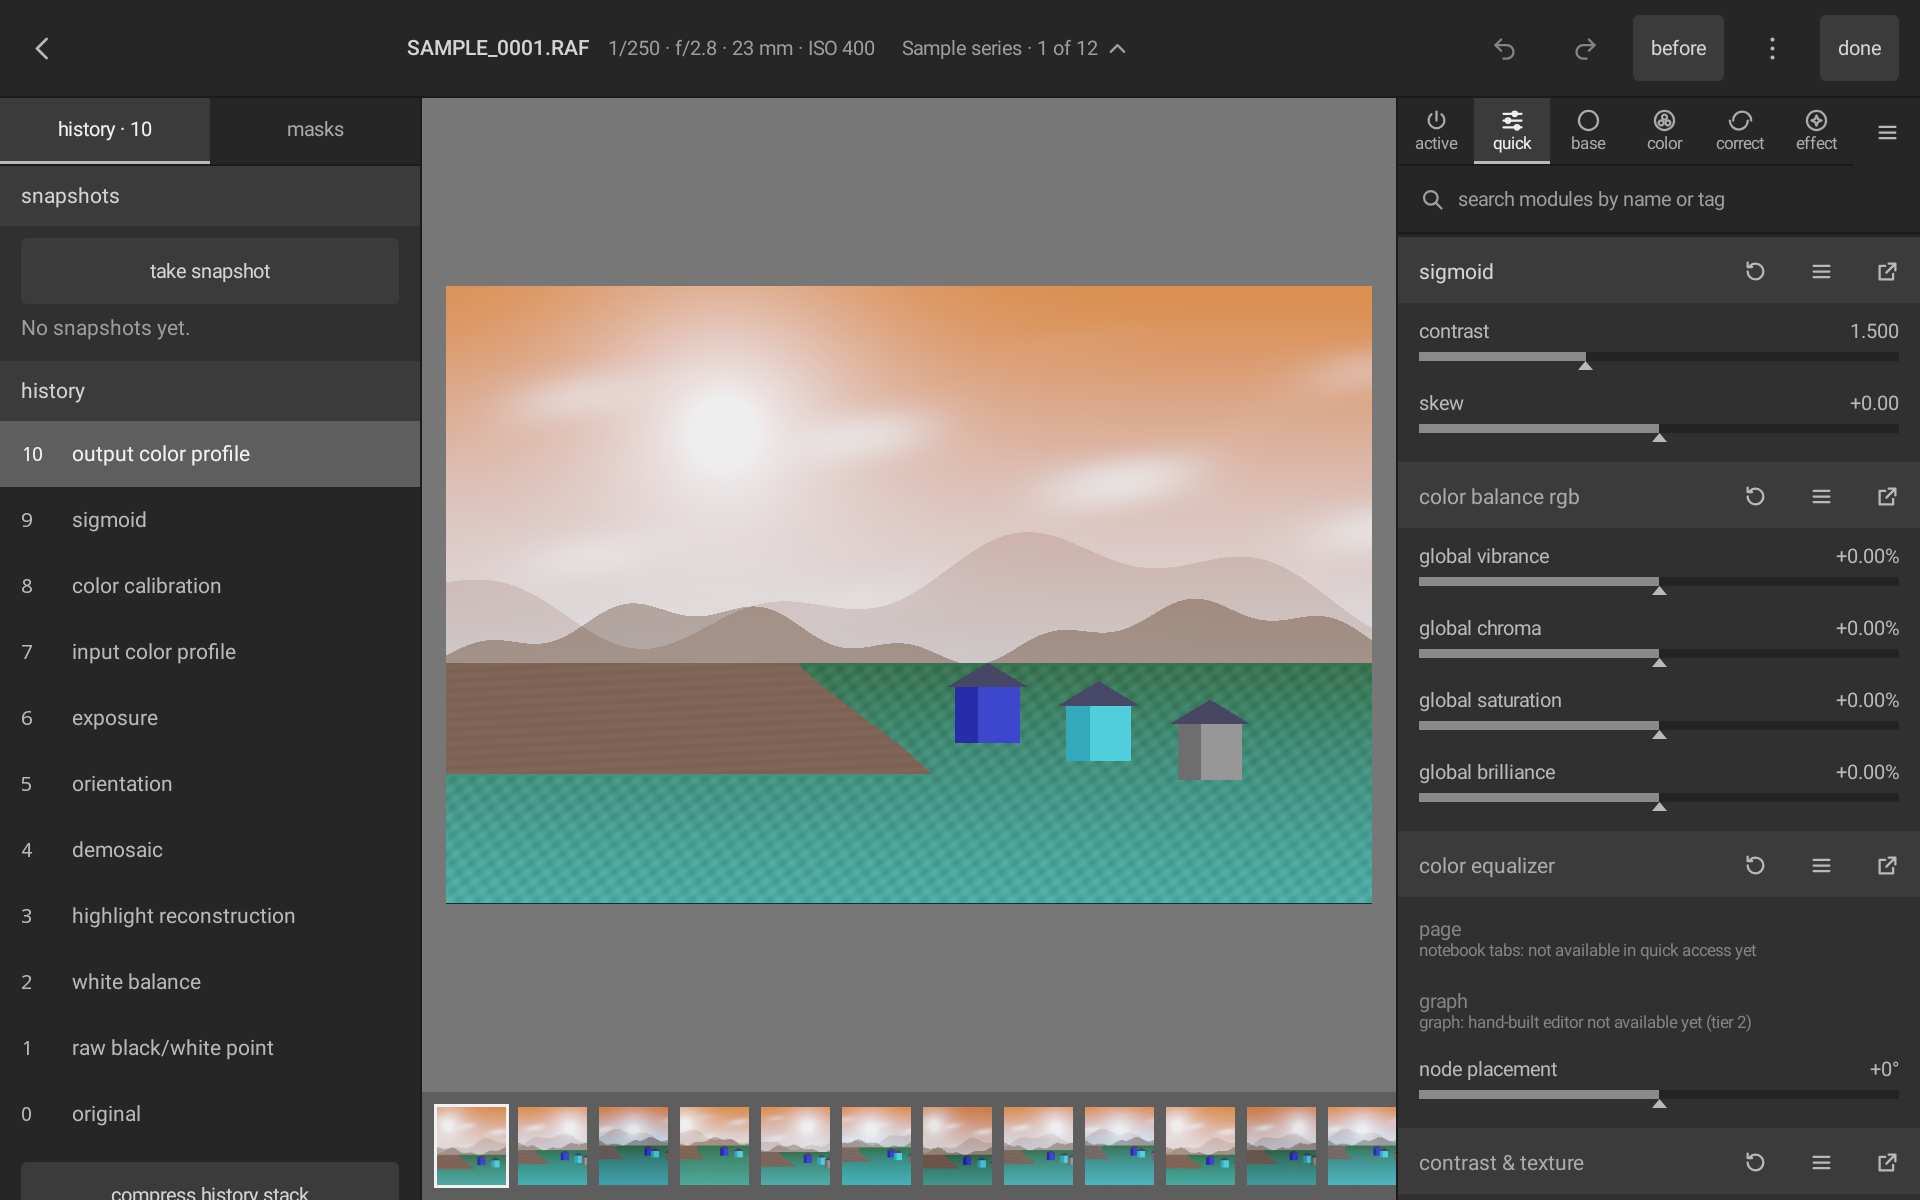 SAMPLE_0001.RAF 1/250 · f/2.8 · 23 mm · ISO 400 Sample series · 1 of 12
before
done
history · 10
masks
snapshots
take snapshot
No snapshots yet.
history
10 output color profile
9 sigmoid
8 color calibration
7 input color profile
6 exposure
5 orientation
4 demosaic
3 highlight reconstruction
2 white balance
1 raw black/white point
0 original
compress history stack
active quick base color correct effect
search modules by name or tag
sigmoid
contrast 1.500
skew +0.00
color balance rgb
global vibrance +0.00%
global chroma +0.00%
global saturation +0.00%
global brilliance +0.00%
color equalizer
page
notebook tabs: not available in quick access yet
graph
graph: hand-built editor not available yet (tier 2)
node placement +0°
contrast & texture